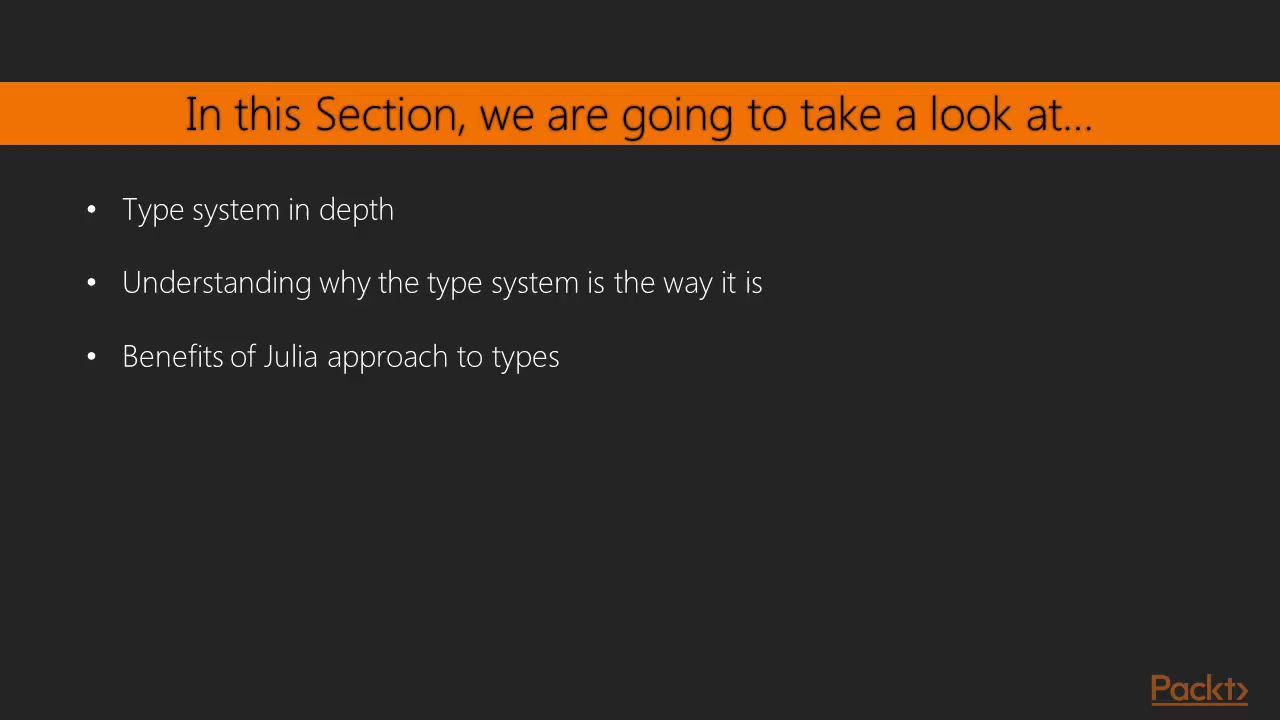 In this Section, we are going to take a look at...
• Type system in depth
• Understanding why the type system is the way it is
• Benefits of Julia approach to types
Packt>